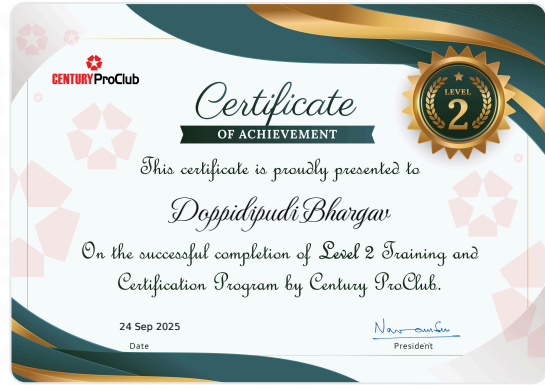 CENTURY ProClub
LEVEL
2
Certificate
OF ACHIEVEMENT
This certificate is proudly presented to
Doppidipudi Bhargav
On the successful completion of Level 2 Training and
Certification Program by Century ProClub.
24 Sep 2025
Date
President